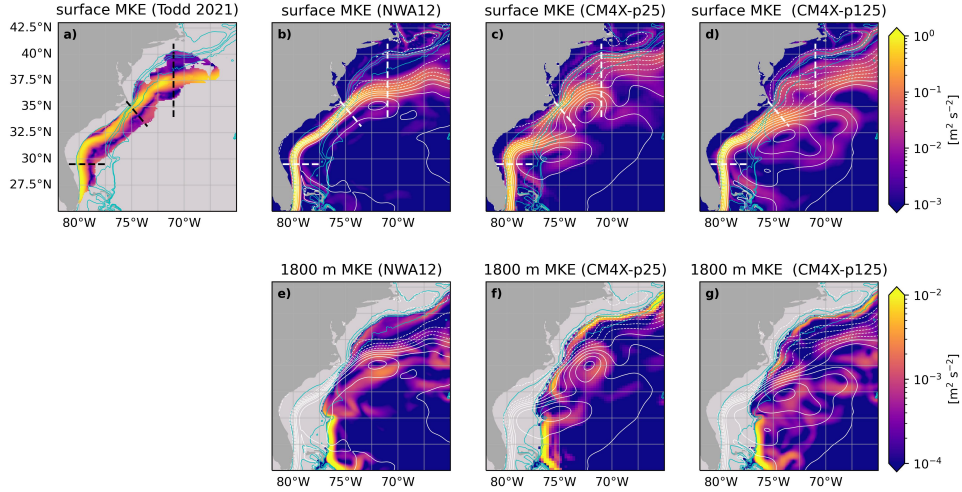 surface MKE (Todd 2021)
surface MKE (NWA12)
surface MKE (CM4X-p25)
surface MKE (CM4X-p125)
a)
b)
c)
d)
42.5°N
40°N
37.5°N
35°N
32.5°N
30°N
27.5°N
80°W 75°W 70°W
80°W 75°W 70°W
80°W 75°W 70°W
80°W 75°W 70°W
10⁰
10⁻¹
10⁻²
10⁻³
[m² s⁻²]
1800 m MKE (NWA12)
1800 m MKE (CM4X-p25)
1800 m MKE (CM4X-p125)
e)
f)
g)
80°W 75°W 70°W
80°W 75°W 70°W
80°W 75°W 70°W
10⁻²
10⁻³
10⁻⁴
[m² s⁻²]